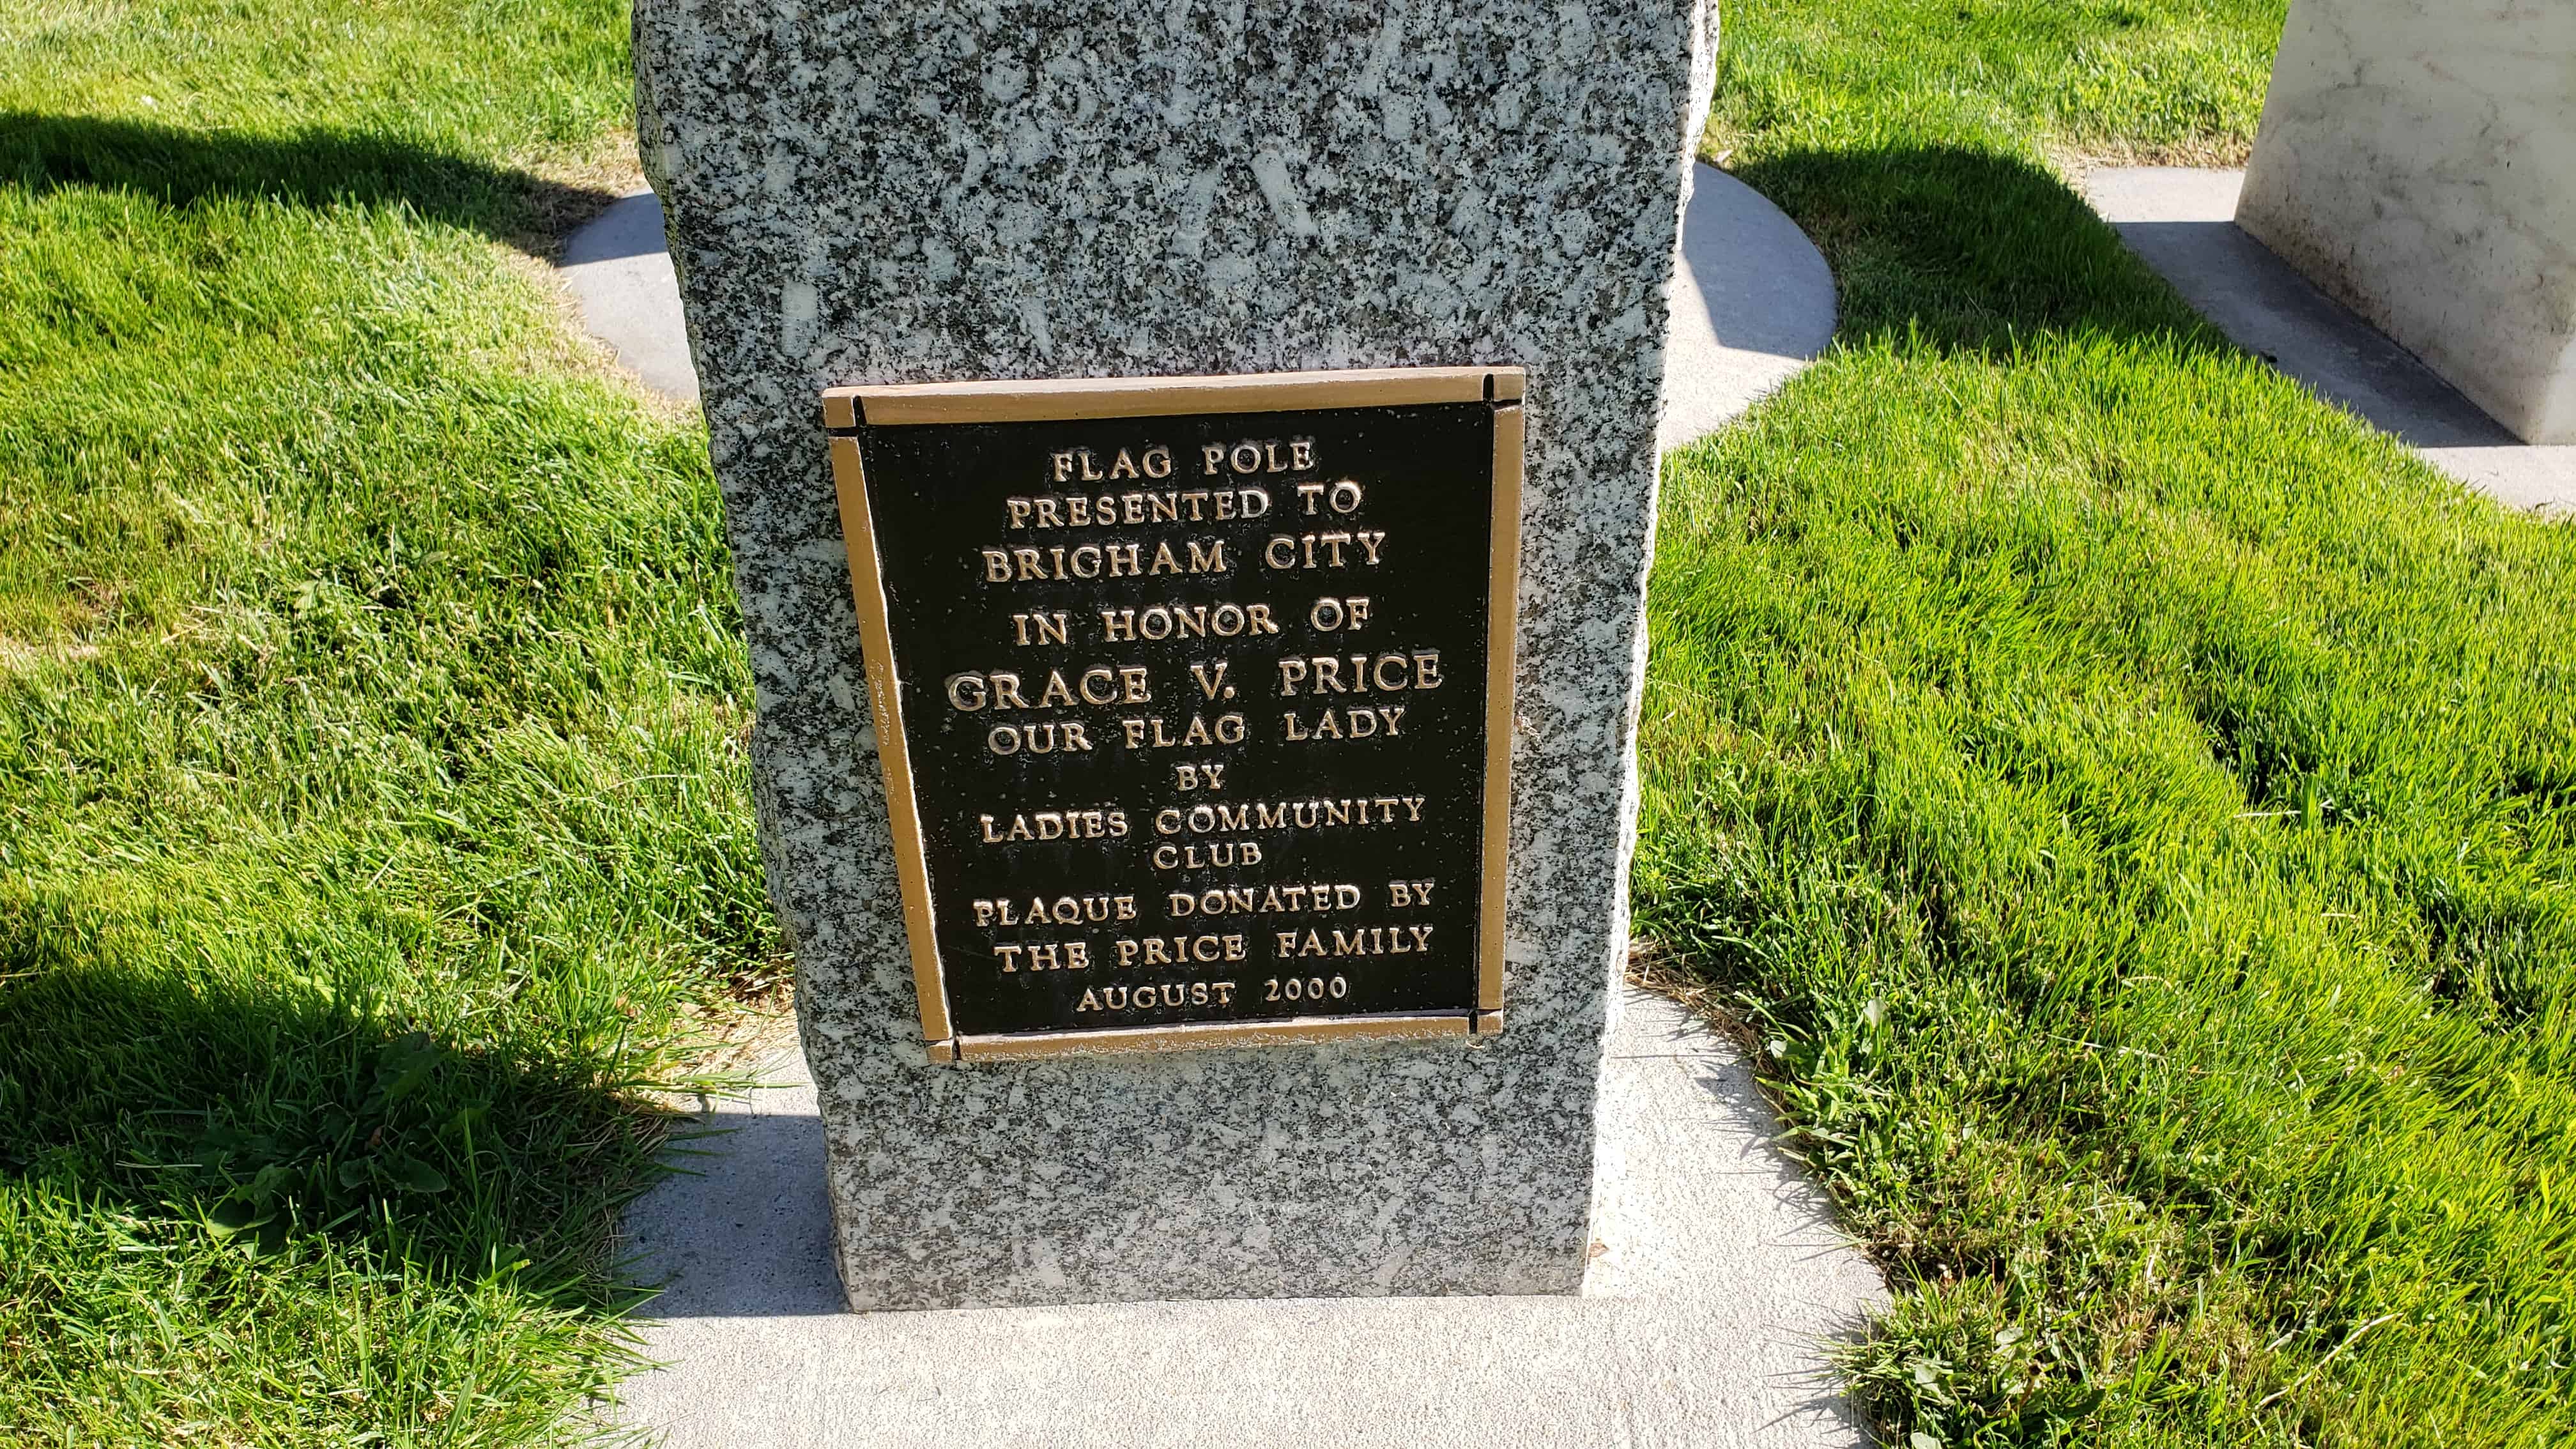 FLAG POLE
PRESENTED TO
BRIGHAM CITY
IN HONOR OF
GRACE V. PRICE
OUR FLAG LADY
BY
LADIES COMMUNITY
CLUB
PLAQUE DONATED BY
THE PRICE FAMILY
AUGUST 2000